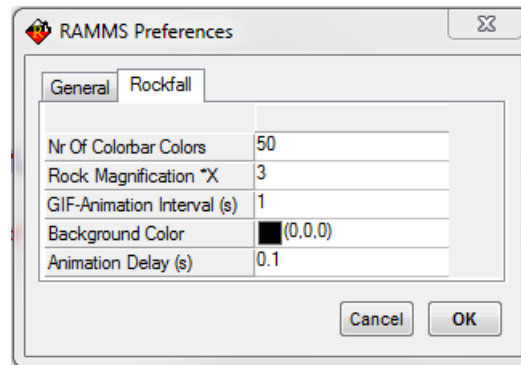 RAMMS Preferences
General Rockfall
Nr Of Colorbar Colors 50
Rock Magnification *X 3
GIF-Animation Interval (s) 1
Background Color (0,0,0)
Animation Delay (s) 0.1
Cancel OK